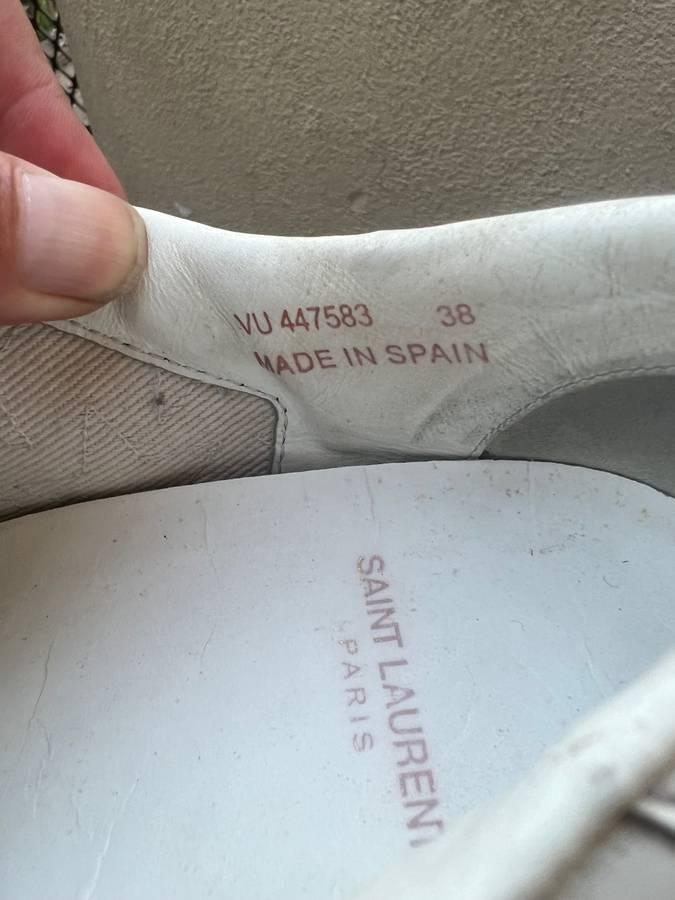 VU 447583 38
MADE IN SPAIN
SAINT LAURENT
PARIS